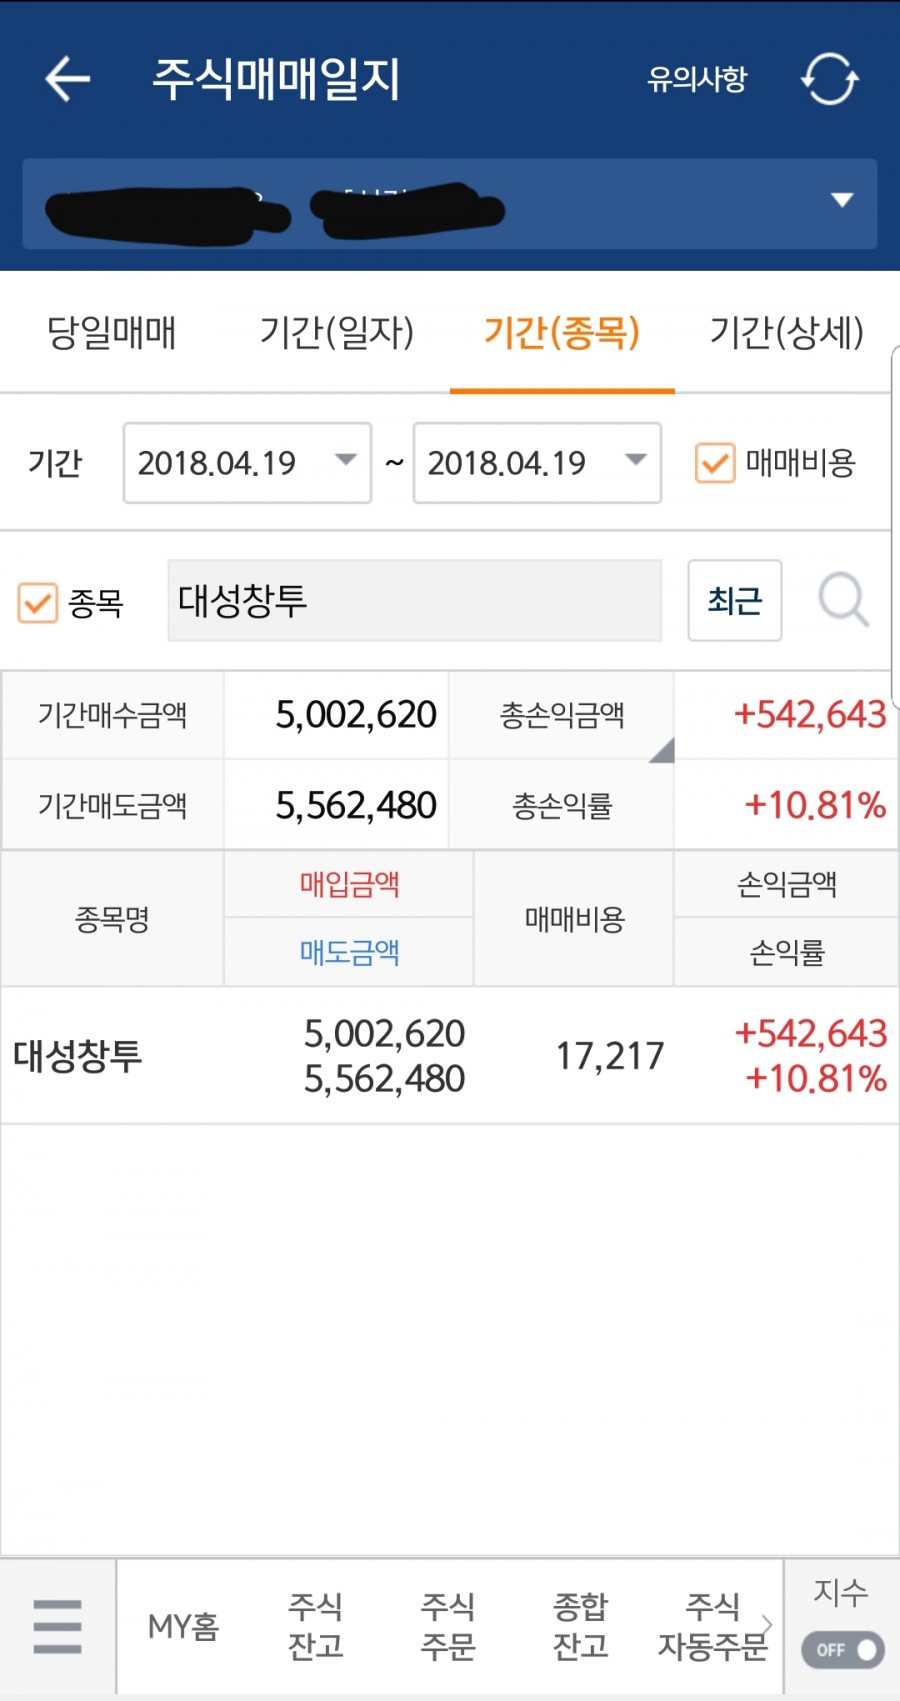 주식매매일지 유의사항
당일매매 기간(일자) 기간(종목) 기간(상세)
기간 2018.04.19 ~ 2018.04.19 매매비용
종목 대성창투 최근
기간매수금액 5,002,620 총손익금액 +542,643
기간매도금액 5,562,480 총손익률 +10.81%
종목명 매입금액 매도금액 매매비용 손익금액 손익률
대성창투 5,002,620 5,562,480 17,217 +542,643 +10.81%
MY홈 주식 잔고 주식 주문 종합 잔고 주식 자동주문 지수 OFF